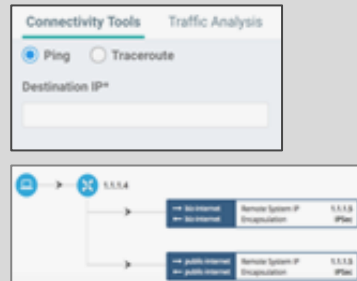 Connectivity Tools Traffic Analysis
Ping Traceroute
Destination IP*
1.1.1.4
biz-internet Remote System IP 1.1.1.5
biz-internet Encapsulation IPSec
public-internet Remote System IP 1.1.1.5
public-internet Encapsulation IPSec